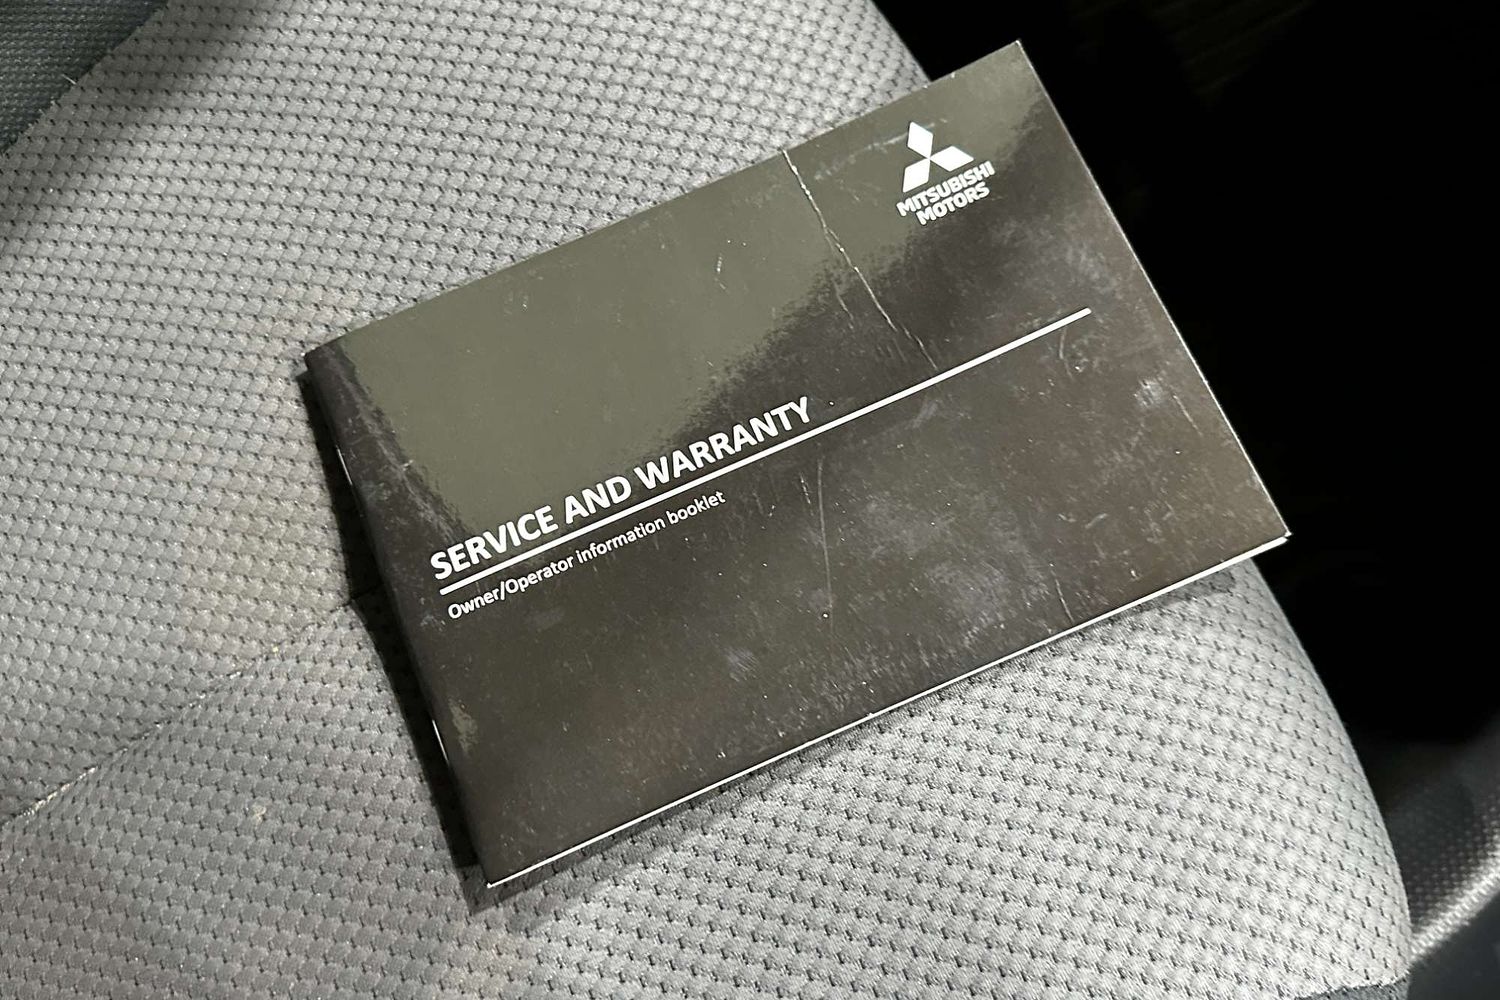 MITSUBISHI
MOTORS
SERVICE AND WARRANTY
Owner/Operator information booklet